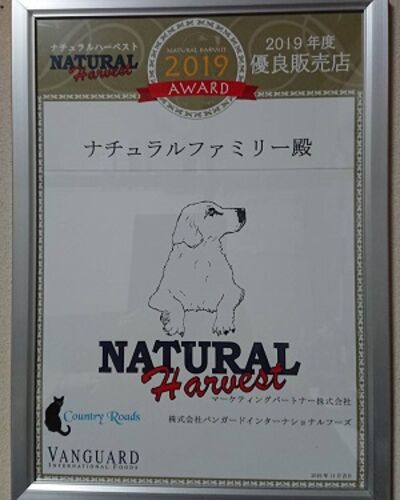 ナチュラルハーベスト
NATURAL
Harvest
NATURAL HARVEST
2019
AWARD
2019年度
優良販売店
ナチュラルファミリー殿
NATURAL
Harvest
マーケティングパートナー株式会社
Country Roads
株式会社バンガードインターナショナルフーズ
VANGUARD
INTERNATIONAL FOODS